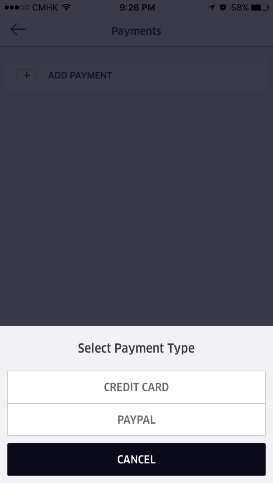 CMHK 9:26 PM 58%
Payments
+ ADD PAYMENT
Select Payment Type
CREDIT CARD
PAYPAL
CANCEL